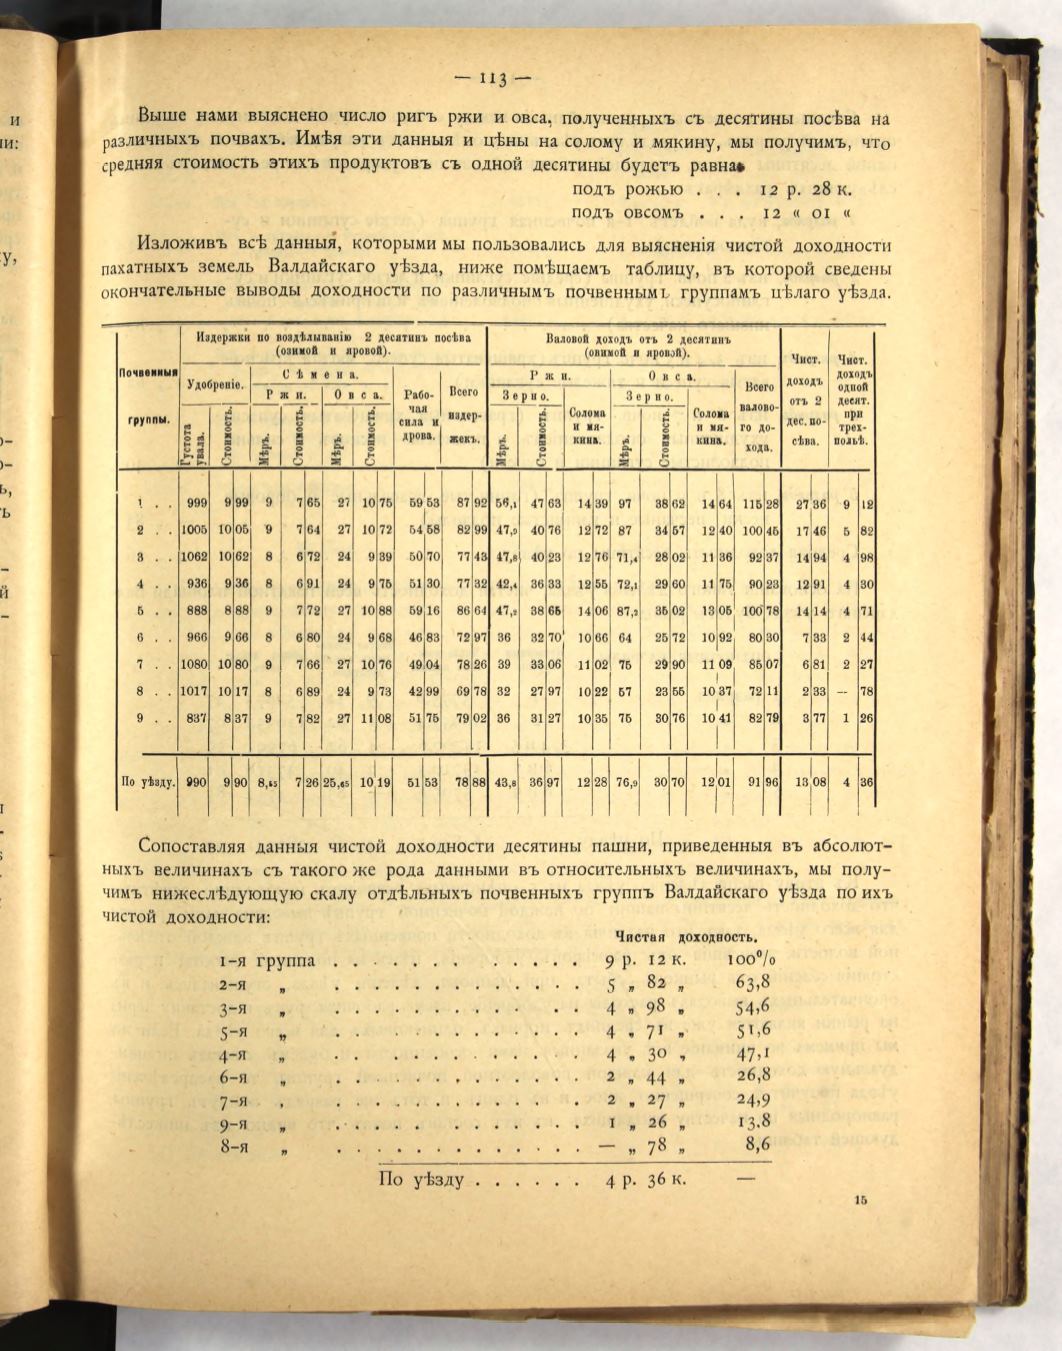 — 113 —
Выше нами выяснено число ригъ ржи и овса, полученныхъ съ десятины посѣва на
различныхъ почвахъ. Имѣя эти данныя и цѣны на солому и мякину, мы получимъ, что
средняя стоимость этихъ продуктовъ съ одной десятины будетъ равна
подъ рожью . . . 12 р. 28 к.
подъ овсомъ . . . 12 « 01 «
Изложивъ всѣ данныя, которыми мы пользовались для выясненія чистой доходности
пахатныхъ земель Валдайскаго уѣзда, ниже помѣщаемъ таблицу, въ которой сведены
окончательные выводы доходности по различнымъ почвеннымъ группамъ цѣлаго уѣзда.
Почвенныя группы.
Издержки по воздѣлыванію 2 десятинъ посѣва (озимой и яровой).
Удобреніе. Густота увала. Стоимость.
Сѣмена. Ржи. Мѣръ. Стоимость. Овса. Мѣръ. Стоимость.
Рабочая сила и дрова. Всего издержекъ.
Валовой доходъ отъ 2 десятинъ (озимой и яровой).
Ржи. Зерно. Мѣръ. Стоимость. Солома и мякина.
Овса. Зерно. Мѣръ. Стоимость. Солома и мякина.
Всего валового дохода.
Чист. доходъ отъ 2 дес. посѣва.
Чист. доходъ одной десят. при трехпольѣ.
1 . . 999 9 99 9 7 65 27 10 75 59 53 87 92 56,1 47 63 14 39 97 38 62 14 64 115 28 27 36 9 12
2 . . 1005 10 05 9 7 64 27 10 72 54 58 82 99 47,9 40 76 12 72 87 34 57 12 40 100 45 17 46 5 82
3 . . 1062 10 62 8 6 72 24 9 39 50 70 77 43 47,8 40 23 12 76 71,4 28 02 11 36 92 37 14 94 4 98
4 . . 936 9 36 8 6 91 24 9 75 51 30 77 32 42,4 36 33 12 55 72,1 29 60 11 75 90 23 12 91 4 30
5 . . 888 8 88 9 7 72 27 10 88 59 16 86 64 47,2 38 65 14 06 87,2 35 02 13 05 100 78 14 14 4 71
6 . . 966 9 66 8 6 80 24 9 68 46 83 72 97 36 32 70 10 66 64 25 72 10 92 80 30 7 33 2 44
7 . . 1080 10 80 9 7 66 27 10 76 49 04 78 26 39 33 06 11 02 75 29 90 11 09 85 07 6 81 2 27
8 . . 1017 10 17 8 6 89 24 9 73 42 99 69 78 32 27 97 10 22 57 23 55 10 37 72 11 2 33 — 78
9 . . 837 8 37 9 7 82 27 11 08 51 75 79 02 36 31 27 10 35 75 30 76 10 41 82 79 3 77 1 26
По уѣзду. 990 9 90 8,65 7 26 25,65 10 19 51 53 78 88 43,8 36 97 12 28 76,9 30 70 12 01 91 96 13 08 4 36
Сопоставляя данныя чистой доходности десятины пашни, приведенныя въ абсолют-
ныхъ величинахъ съ такого же рода данными въ относительныхъ величинахъ, мы полу-
чимъ нижеслѣдующую скалу отдѣльныхъ почвенныхъ группъ Валдайскаго уѣзда по ихъ
чистой доходности:
Чистая доходность.
1-я группа . . . . . . . . . . . . 9 р. 12 к. 100%
2-я „ . . . . . . . . . . . . . 5 „ 82 „ 63,8
3-я „ . . . . . . . . . . . . 4 „ 98 „ 54,6
5-я „ . . . . . . . . . . . . . 4 „ 71 „ 51,6
4-я „ . . . . . . . . . . . . . 4 „ 30 „ 47,1
6-я „ . . . . . . . . . . . . . 2 „ 44 „ 26,8
7-я „ . . . . . . . . . . . . . 2 „ 27 „ 24,9
9-я „ . . . . . . . . . . . . . 1 „ 26 „ 13,8
8-я „ . . . . . . . . . . . . . — „ 78 „ 8,6
По уѣзду . . . . . . 4 р. 36 к. —
15